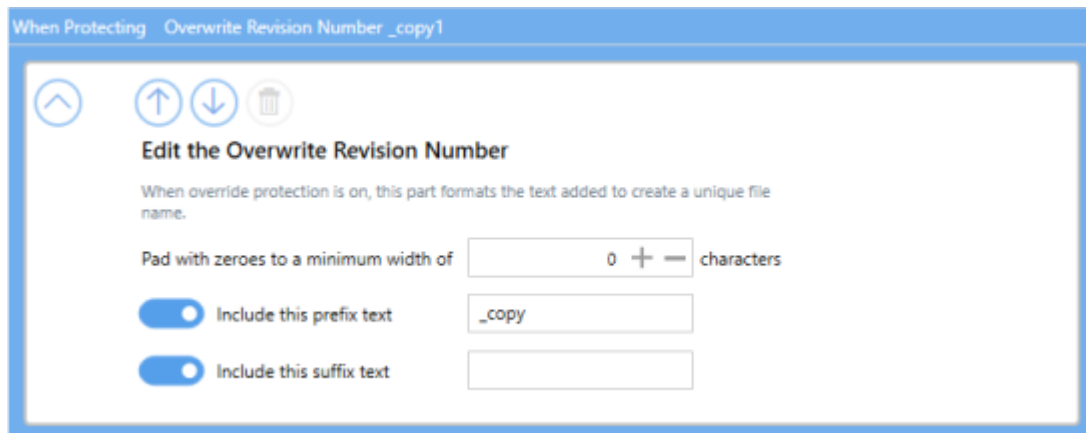 When Protecting Overwrite Revision Number _copy1
Edit the Overwrite Revision Number
When override protection is on, this part formats the text added to create a unique file
name.
Pad with zeroes to a minimum width of 0 characters
Include this prefix text _copy
Include this suffix text